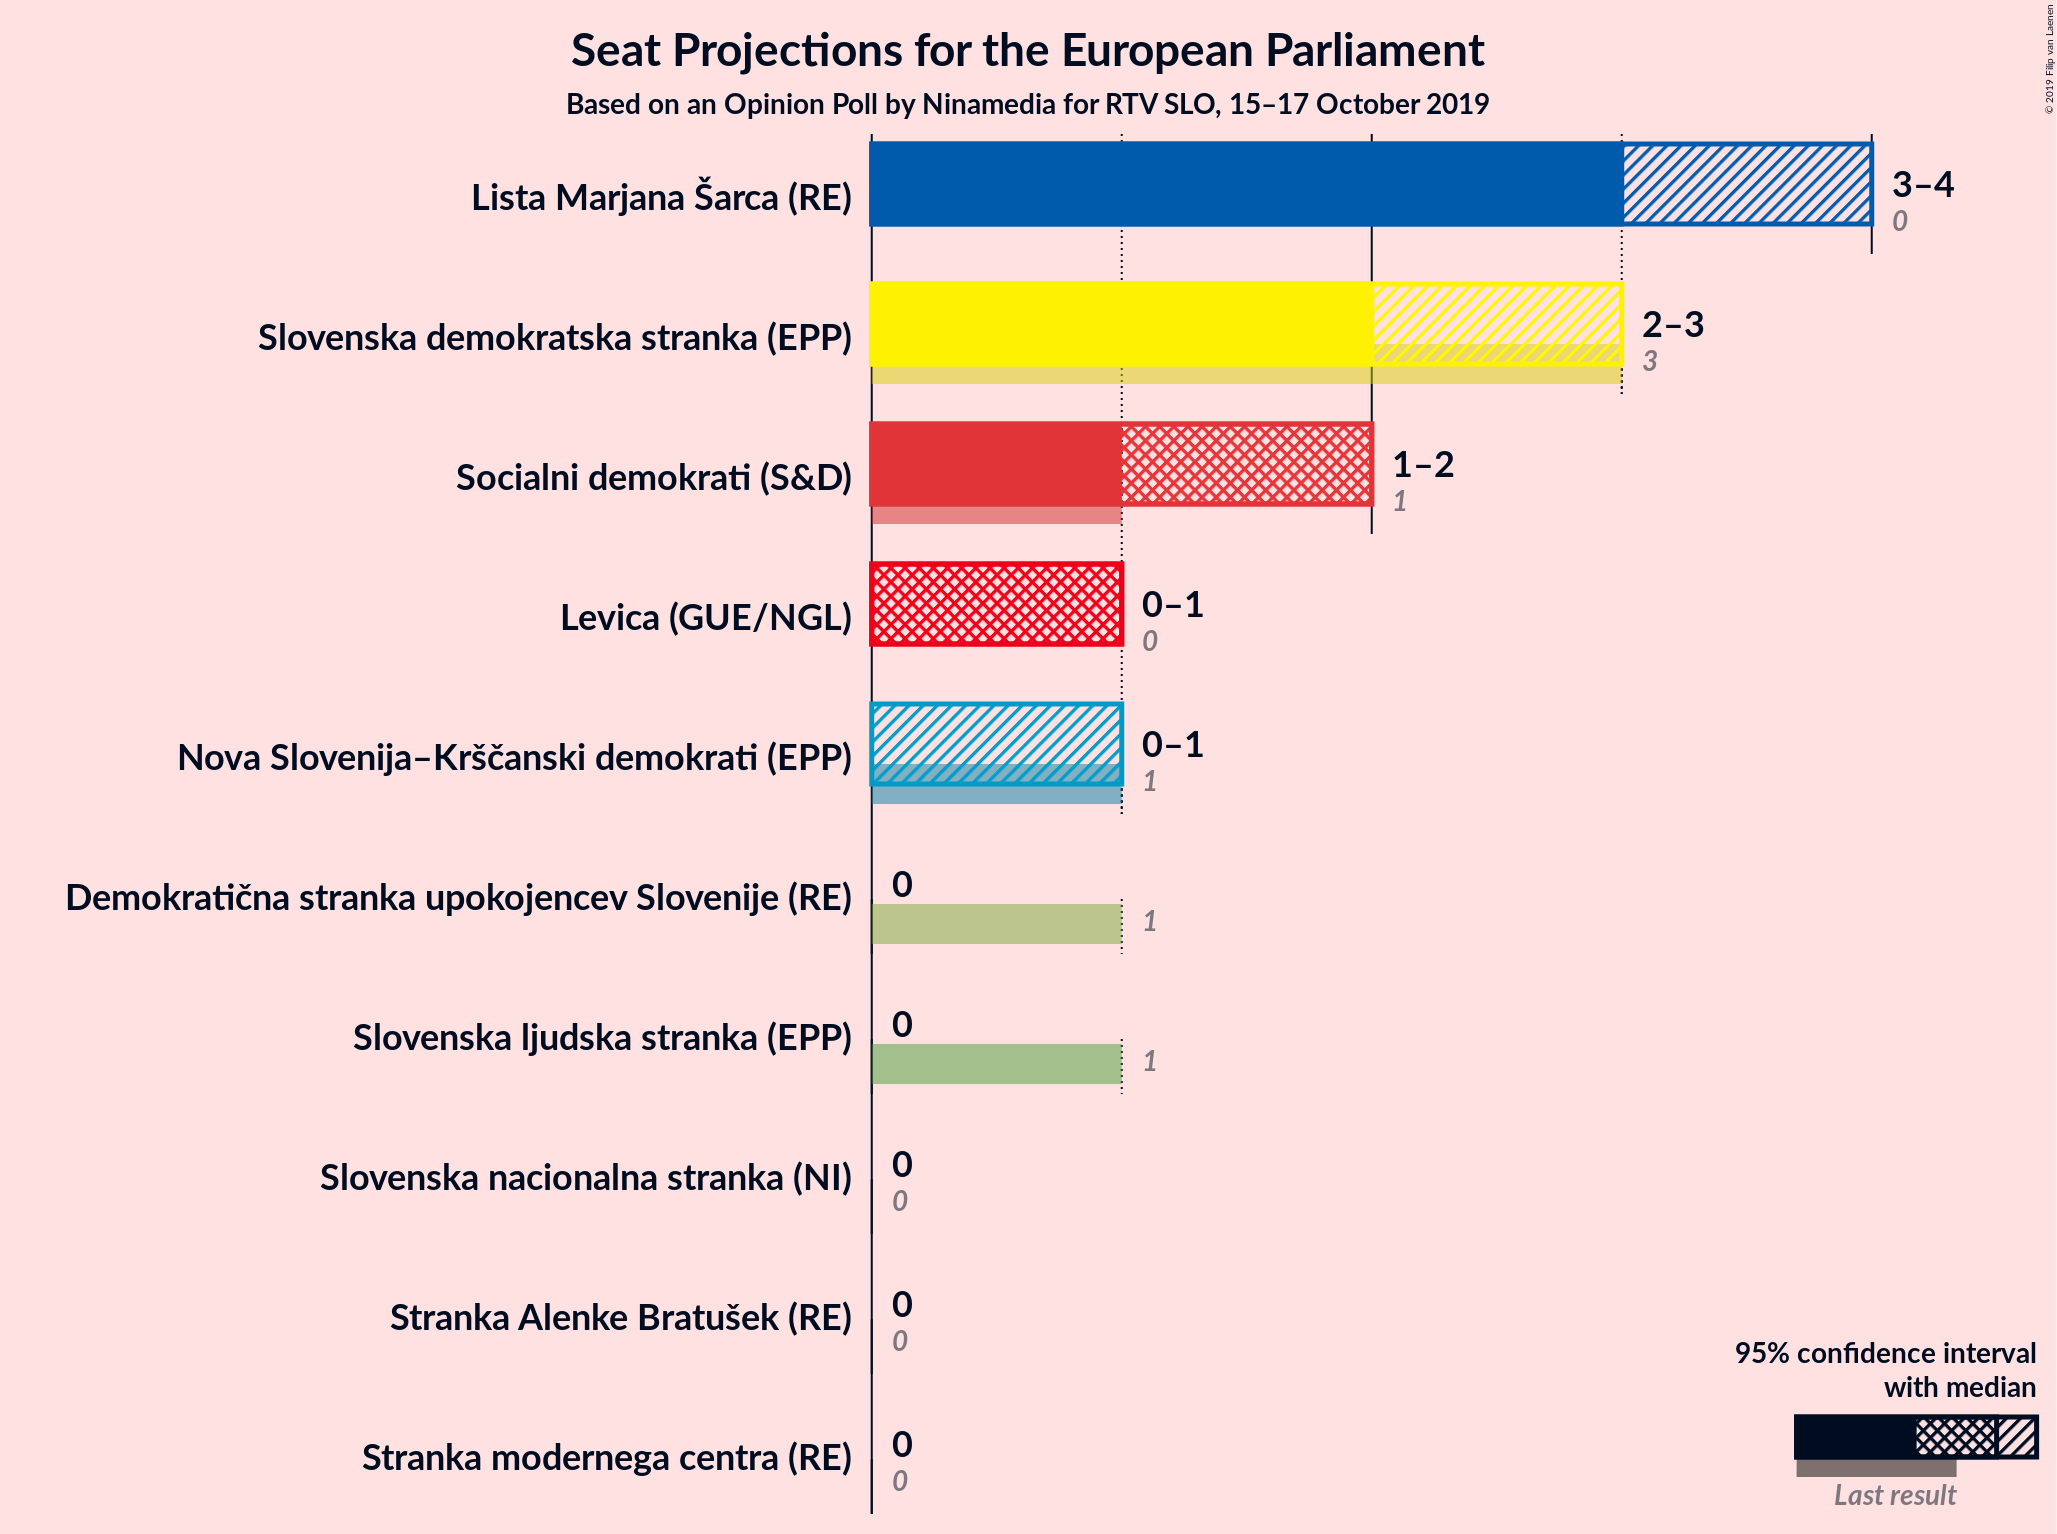 Seat Projections for the European Parliament
Based on an Opinion Poll by Ninamedia for RTV SLO, 15–17 October 2019
© 2019 Filip van Laenen
Lista Marjana Šarca (RE)
3–4
0
Slovenska demokratska stranka (EPP)
2–3
3
Socialni demokrati (S&D)
1–2
1
Levica (GUE/NGL)
0–1
0
Nova Slovenija–Krščanski demokrati (EPP)
0–1
1
Demokratična stranka upokojencev Slovenije (RE)
0
1
Slovenska ljudska stranka (EPP)
0
1
Slovenska nacionalna stranka (NI)
0
0
Stranka Alenke Bratušek (RE)
0
0
Stranka modernega centra (RE)
0
0
95% confidence interval
with median
Last result